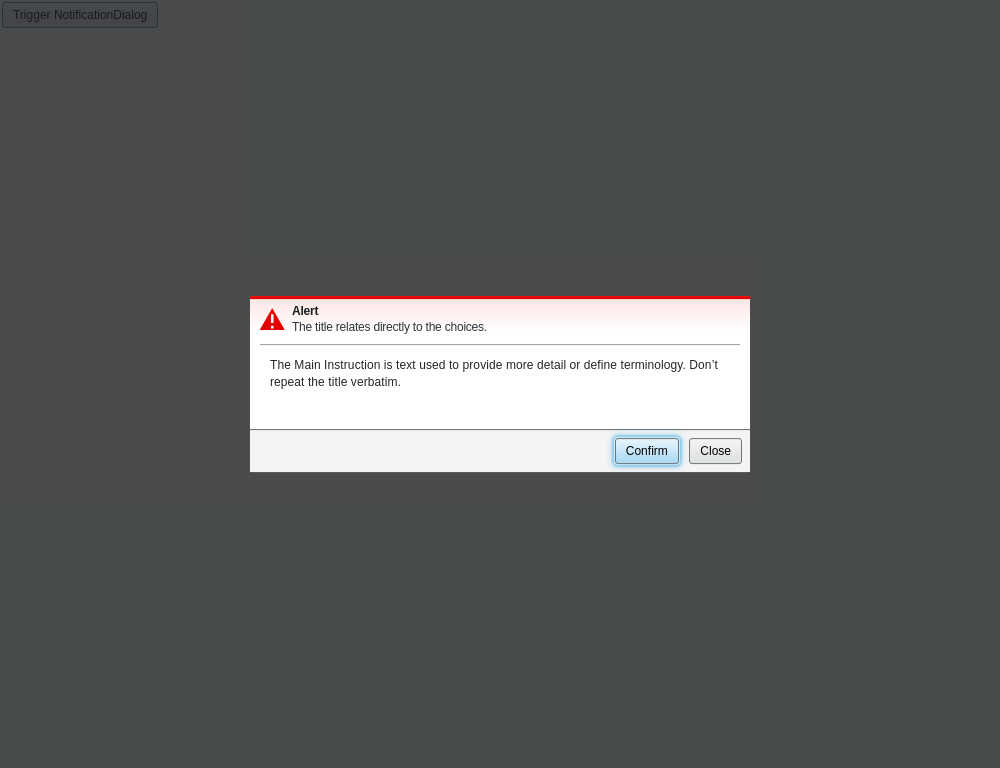 Trigger NotificationDialog
Alert
The title relates directly to the choices.
The Main Instruction is text used to provide more detail or define terminology. Don’t
repeat the title verbatim.
Confirm
Close